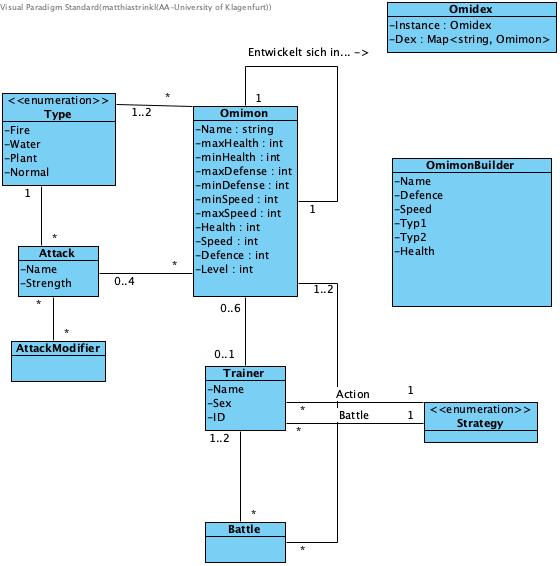 Visual Paradigm Standard(matthiastrinkl(AA-University of Klagenfurt))
Omidex
-Instance : Omidex
-Dex : Map<string, Omimon>
Entwickelt sich in... ->
<<enumeration>>
Type
-Fire
-Water
-Plant
-Normal
*
1..2
1
Omimon
-Name : string
-maxHealth : int
-minHealth : int
-maxDefense : int
-minDefense : int
-minSpeed : int
-maxSpeed : int
-Health : int
-Speed : int
-Defence : int
-Level : int
1
OmimonBuilder
-Name
-Defence
-Speed
-Typ1
-Typ2
-Health
1
*
Attack
-Name
-Strength
*
0..4
*
*
AttackModifier
1..2
0..6
0..1
Trainer
-Name
-Sex
-ID
Action
1
*
Battle
1
*
<<enumeration>>
Strategy
1..2
*
Battle
*